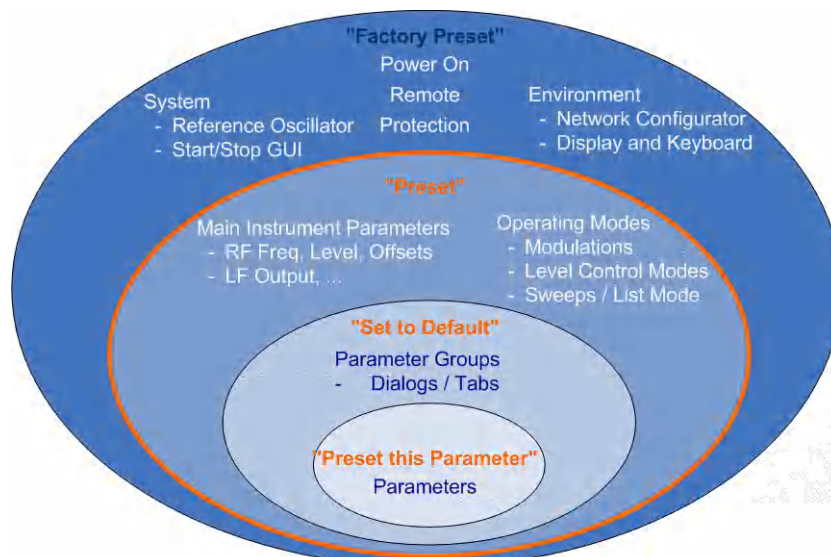 "Factory Preset"
Power On
Remote
Protection
System
- Reference Oscillator
- Start/Stop GUI
Environment
- Network Configurator
- Display and Keyboard
"Preset"
Main Instrument Parameters
- RF Freq, Level, Offsets
- LF Output, ...
Operating Modes
- Modulations
- Level Control Modes
- Sweeps / List Mode
"Set to Default"
Parameter Groups
- Dialogs / Tabs
"Preset this Parameter"
Parameters